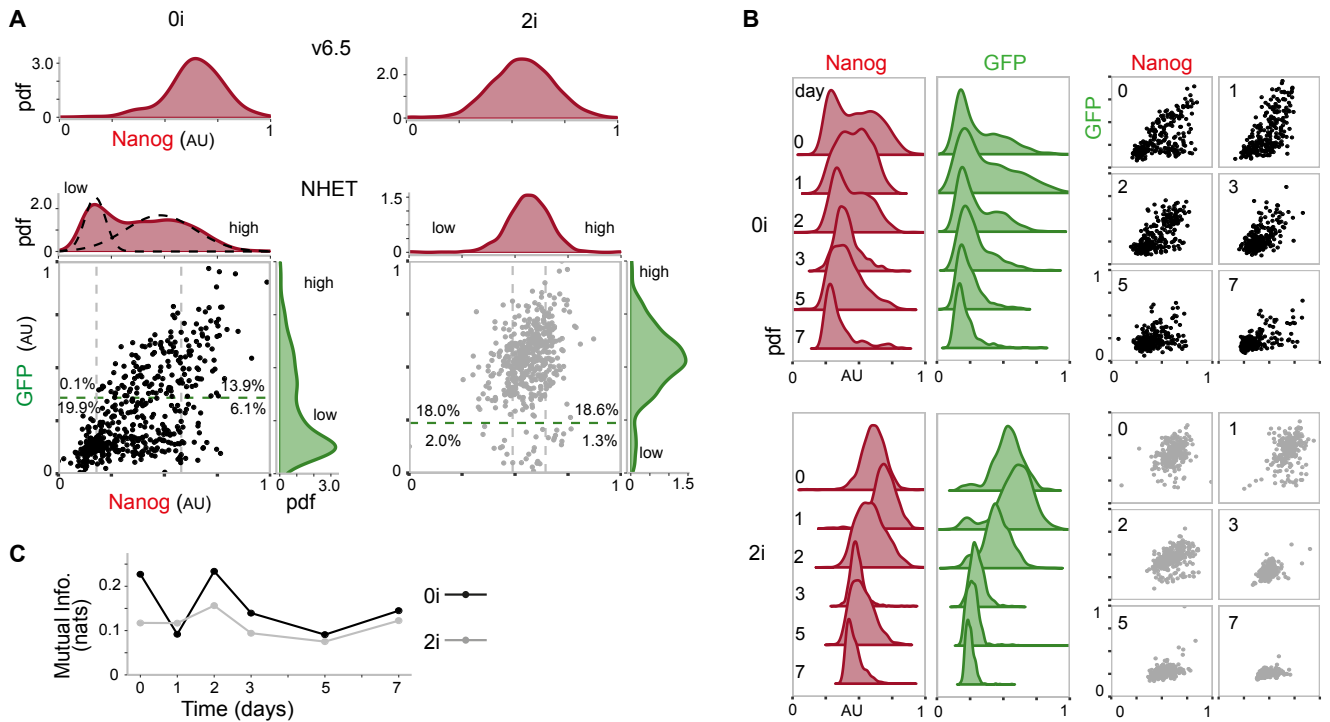 A
0i
2i
v6.5
pdf
3.0
0
0
1
Nanog (AU)
2.0
0
0
1
NHET
pdf
2.0
0
low
high
1.5
0
low
high
GFP (AU)
1
0
0.1%
13.9%
19.9%
6.1%
high
low
0
1
Nanog (AU)
0
3.0
pdf
1
0
18.0%
18.6%
2.0%
1.3%
high
low
0
1
0
1.5
B
Nanog
GFP
Nanog
GFP
0i
pdf
day
0
1
2
3
5
7
0
AU
1
0
1
0
1
2
3
5
7
1
0
0
1
2i
0
1
2
3
5
7
0
AU
1
0
1
0
1
2
3
5
7
1
0
0
1
C
Mutual Info.
(nats)
0.2
0.1
0
0
1
2
3
5
7
Time (days)
0i
2i